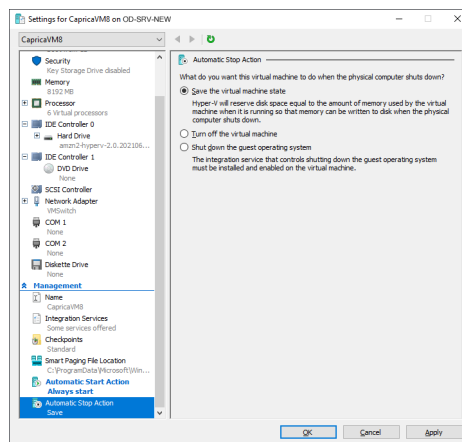 Settings for CapricaVM8 on OD-SRV-NEW
CapricaVM8
Security
Key Storage Drive disabled
Memory
8192 MB
Processor
6 Virtual processors
IDE Controller 0
Hard Drive
amzn2-hyperv-2.0.202106...
IDE Controller 1
DVD Drive
None
SCSI Controller
Network Adapter
VMSwitch
COM 1
None
COM 2
None
Diskette Drive
None
Management
Name
CapricaVM8
Integration Services
Some services offered
Checkpoints
Standard
Smart Paging File Location
C:\ProgramData\Microsoft\Win...
Automatic Start Action
Always start
Automatic Stop Action
Save
Automatic Stop Action
What do you want this virtual machine to do when the physical computer shuts down?
Save the virtual machine state
Hyper-V will reserve disk space equal to the amount of memory used by the virtual
machine when it is running so that memory can be written to disk when the physical
computer shuts down.
Turn off the virtual machine
Shut down the guest operating system
The integration service that controls shutting down the guest operating system
must be installed and enabled on the virtual machine.
OK
Cancel
Apply